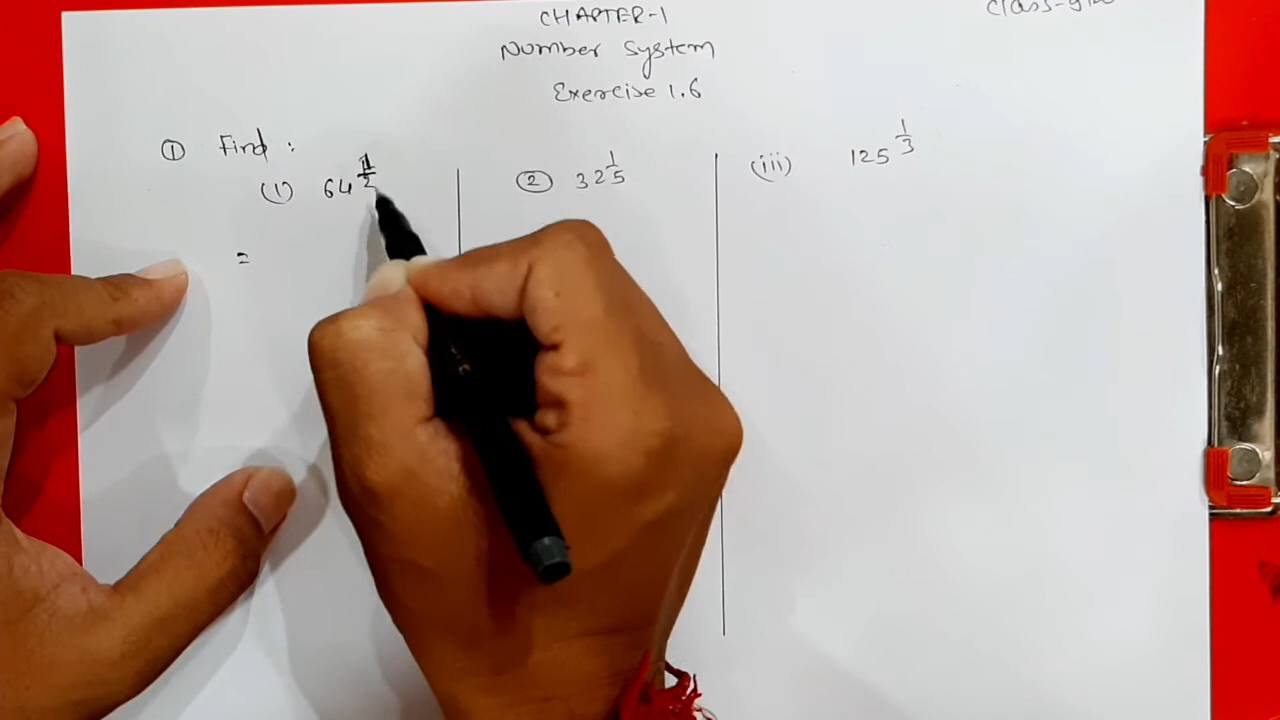 CHAPTER-1
Number System
Exercise 1.6
① Find :
(1) 64^1/2
② 32^1/5
(iii) 125^1/3
=